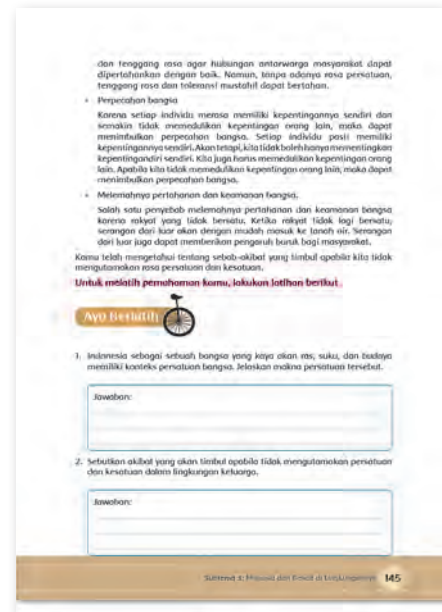 dan tenggang rasa agar hubungan antarwarga masyarakat dapat
dipertahankan dengan baik. Namun, tanpa adanya rasa persatuan,
tenggang rasa dan toleransi mustahil dapat bertahan.
• Perpecahan bangsa
Karena setiap individu merasa memiliki kepentingannya sendiri dan
semakin tidak memedulikan kepentingan orang lain, maka dapat
menimbulkan perpecahan bangsa. Setiap individu pasti memiliki
kepentingannya sendiri. Akan tetapi, kita tidak boleh hanya mementingkan
kepentingan diri sendiri. Kita juga harus memedulikan kepentingan orang
lain. Apabila kita tidak memedulikan kepentingan orang lain, maka dapat
menimbulkan perpecahan bangsa.
• Melemahnya pertahanan dan keamanan bangsa.
Salah satu penyebab melemahnya pertahanan dan keamanan bangsa
karena rakyat yang tidak bersatu. Ketika rakyat tidak lagi bersatu,
serangan dari luar akan dengan mudah masuk ke tanah air. Serangan
dari luar juga dapat memberikan pengaruh buruk bagi masyarakat.
Kamu telah mengetahui tentang sebab-akibat yang timbul apabila kita tidak
mengutamakan rasa persatuan dan kesatuan.
Untuk melatih pemahaman kamu, lakukan latihan berikut.
Ayo Berlatih
1. Indonesia sebagai sebuah bangsa yang kaya akan ras, suku, dan budaya
memiliki konteks persatuan bangsa. Jelaskan makna persatuan tersebut.
Jawaban:
2. Sebutkan akibat yang akan timbul apabila tidak mengutamakan persatuan
dan kesatuan dalam lingkungan keluarga.
Jawaban:
Subtema 3: Manusia dan Benda di Lingkungannya 145